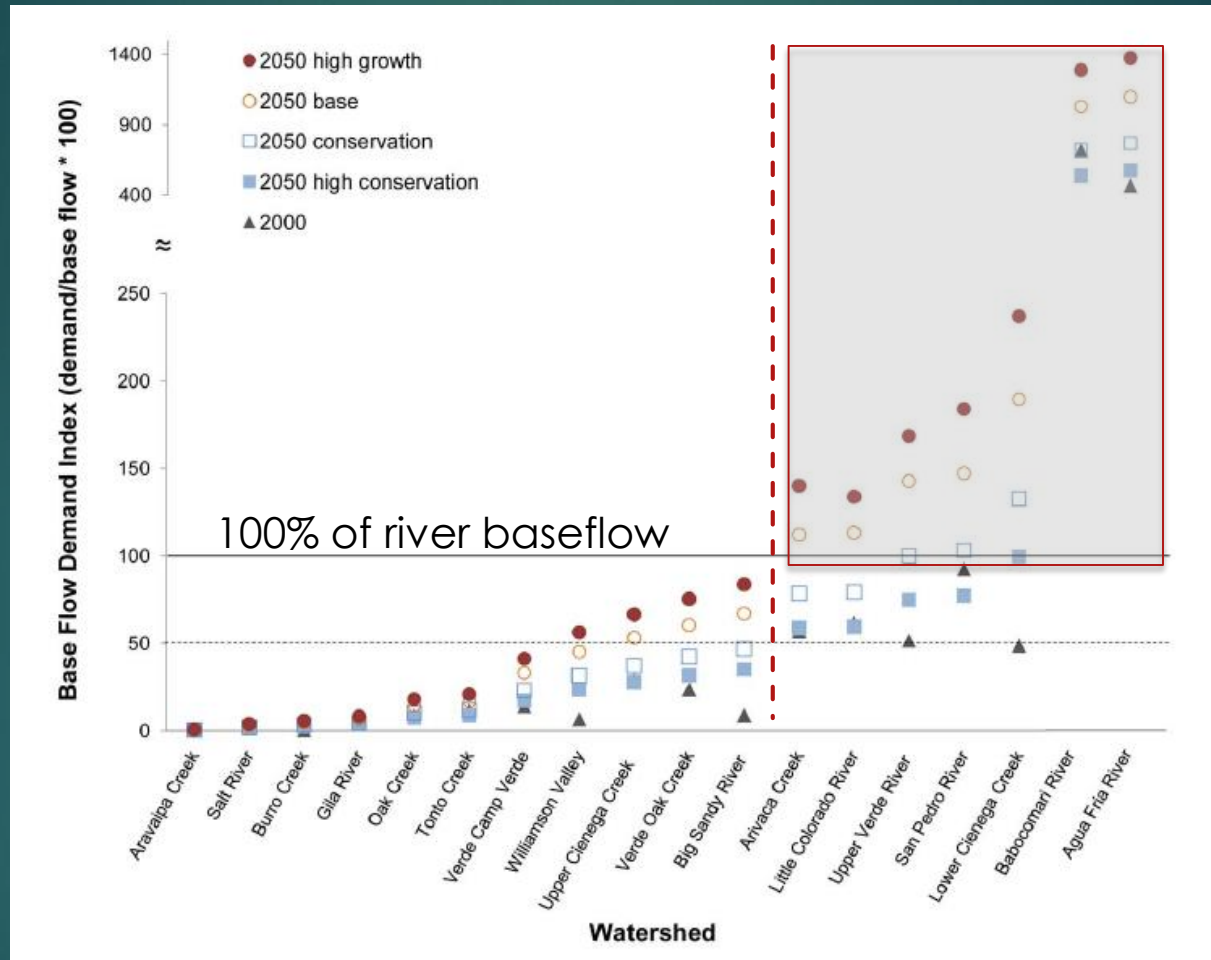 Base Flow Demand Index (demand/base flow * 100)
1400
900
400
≈
250
200
150
100
50
0
2050 high growth
2050 base
2050 conservation
2050 high conservation
2000
100% of river baseflow
Aravalpa Creek
Salt River
Burro Creek
Gila River
Oak Creek
Tonto Creek
Verde Camp Verde
Williamson Valley
Upper Cienega Creek
Verde Oak Creek
Big Sandy River
Arivaca Creek
Little Colorado River
Upper Verde River
San Pedro River
Lower Cienega Creek
Babocomari River
Agua Fria River
Watershed